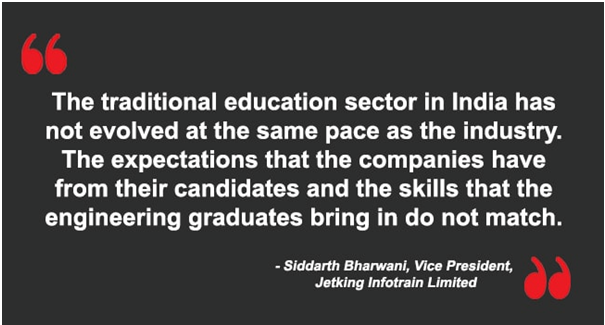 The traditional education sector in India has
not evolved at the same pace as the industry.
The expectations that the companies have
from their candidates and the skills that the
engineering graduates bring in do not match.
- Siddarth Bharwani, Vice President,
Jetking Infotrain Limited